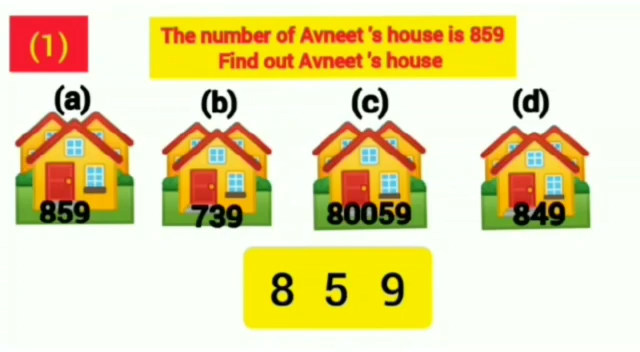 (1)
The number of Avneet 's house is 859
Find out Avneet 's house
(a) (b) (c) (d)
859 739 80059 849
8 5 9